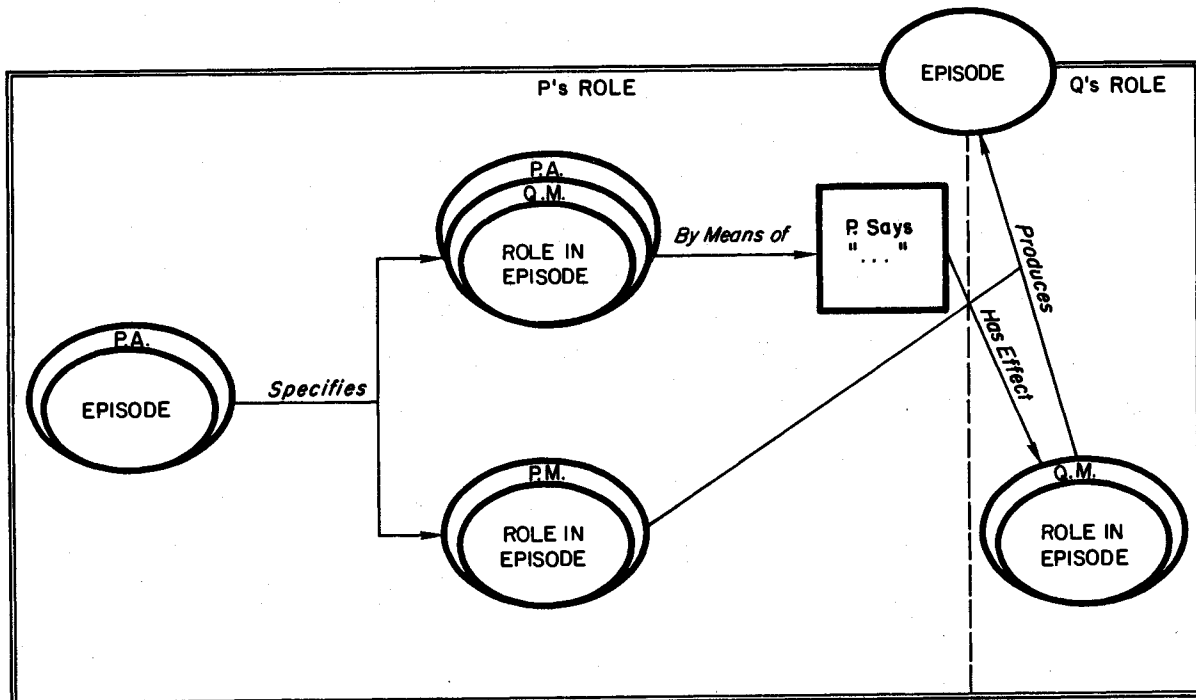 P's ROLE
EPISODE
Q's ROLE
P.A.
Q.M.
ROLE IN
EPISODE
By Means of
P. Says
"..."
Produces
Has Effect
P.A.
EPISODE
Specifies
P.M.
ROLE IN
EPISODE
Q.M.
ROLE IN
EPISODE